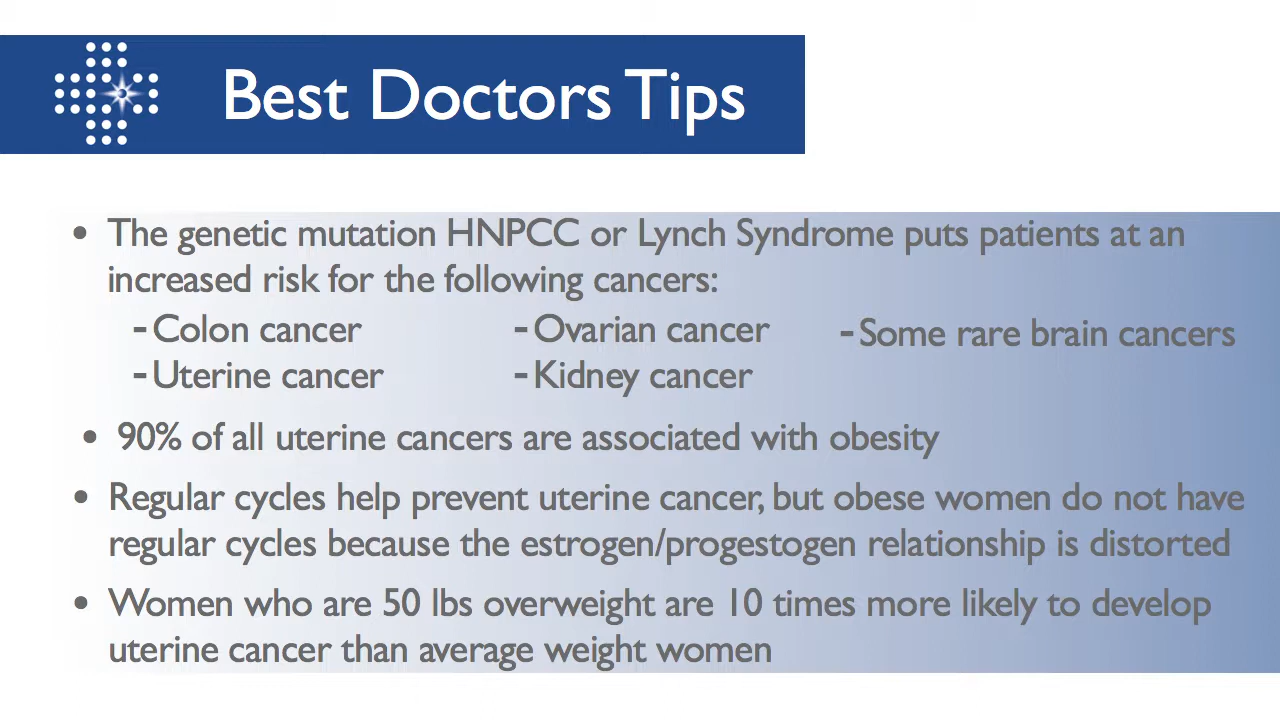 Best Doctors Tips
• The genetic mutation HNPCC or Lynch Syndrome puts patients at an
increased risk for the following cancers:
-Colon cancer -Ovarian cancer -Some rare brain cancers
-Uterine cancer -Kidney cancer
• 90% of all uterine cancers are associated with obesity
• Regular cycles help prevent uterine cancer, but obese women do not have
regular cycles because the estrogen/progestogen relationship is distorted
• Women who are 50 lbs overweight are 10 times more likely to develop
uterine cancer than average weight women